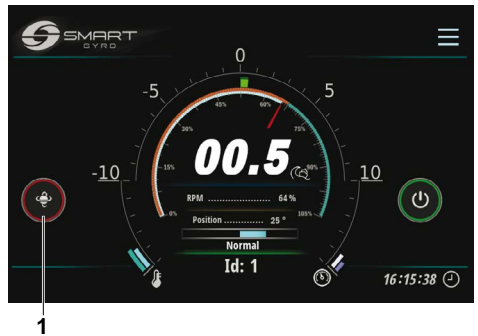 SMART
GYRO
0
-5
5
45%
60%
30%
75%
00.5
15%
90%
-10
10
RPM .................. 64 %
0%
105%
Position ............ 25 °
Normal
Id: 1
16:15:38
1